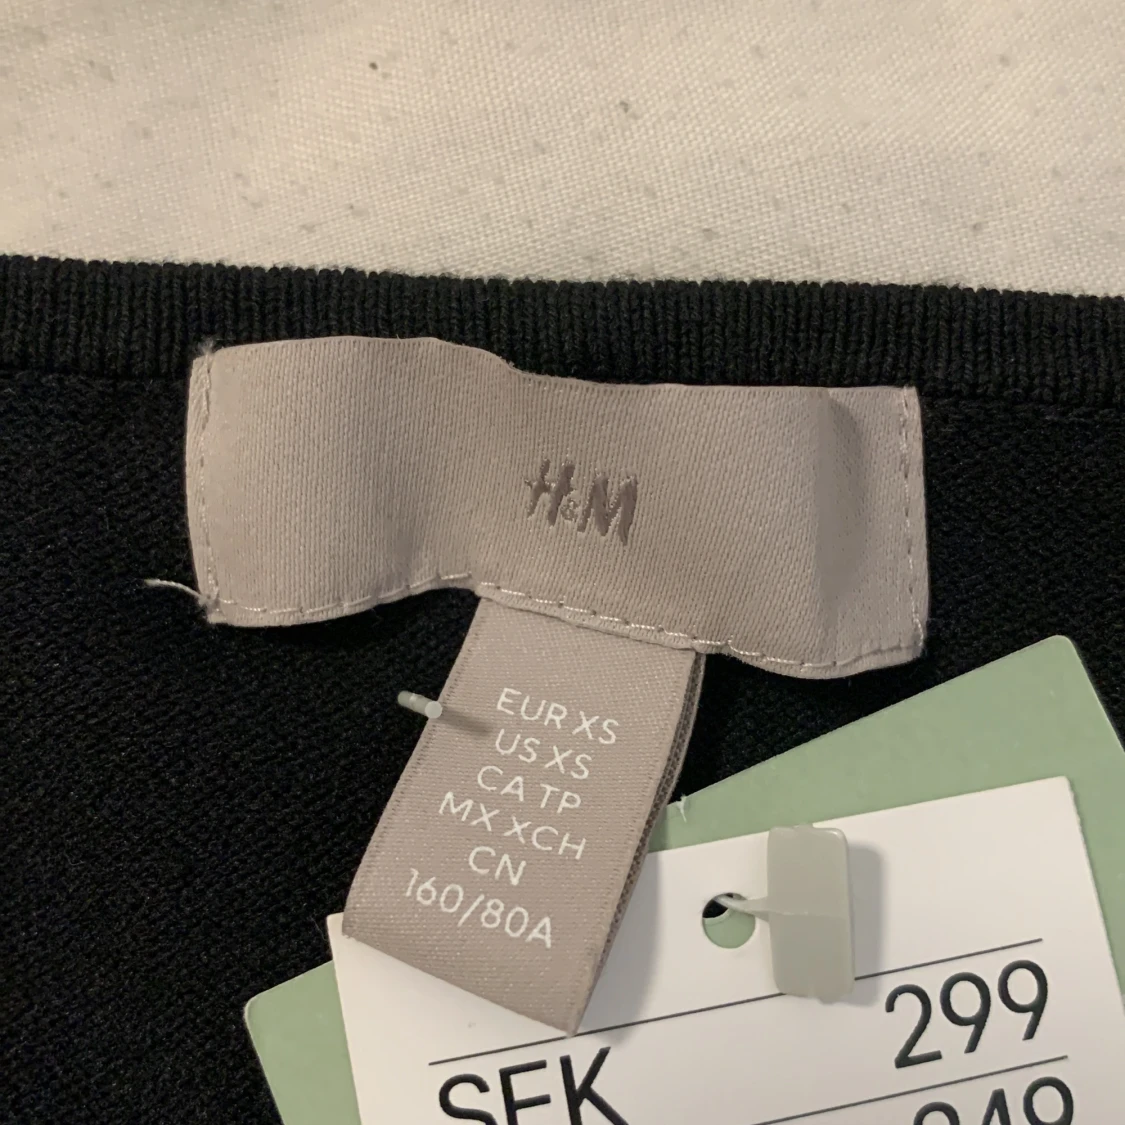 H&M
EUR XS
US XS
CA TP
MX XCH
CN
160/80A
SEK 299